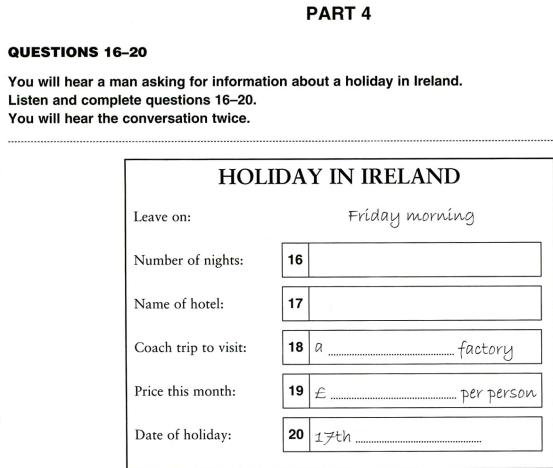 PART 4
QUESTIONS 16–20
You will hear a man asking for information about a holiday in Ireland.
Listen and complete questions 16–20.
You will hear the conversation twice.
HOLIDAY IN IRELAND
Leave on: Friday morning
Number of nights: 16
Name of hotel: 17
Coach trip to visit: 18 a .................... factory
Price this month: 19 £ .................... per person
Date of holiday: 20 17th ....................